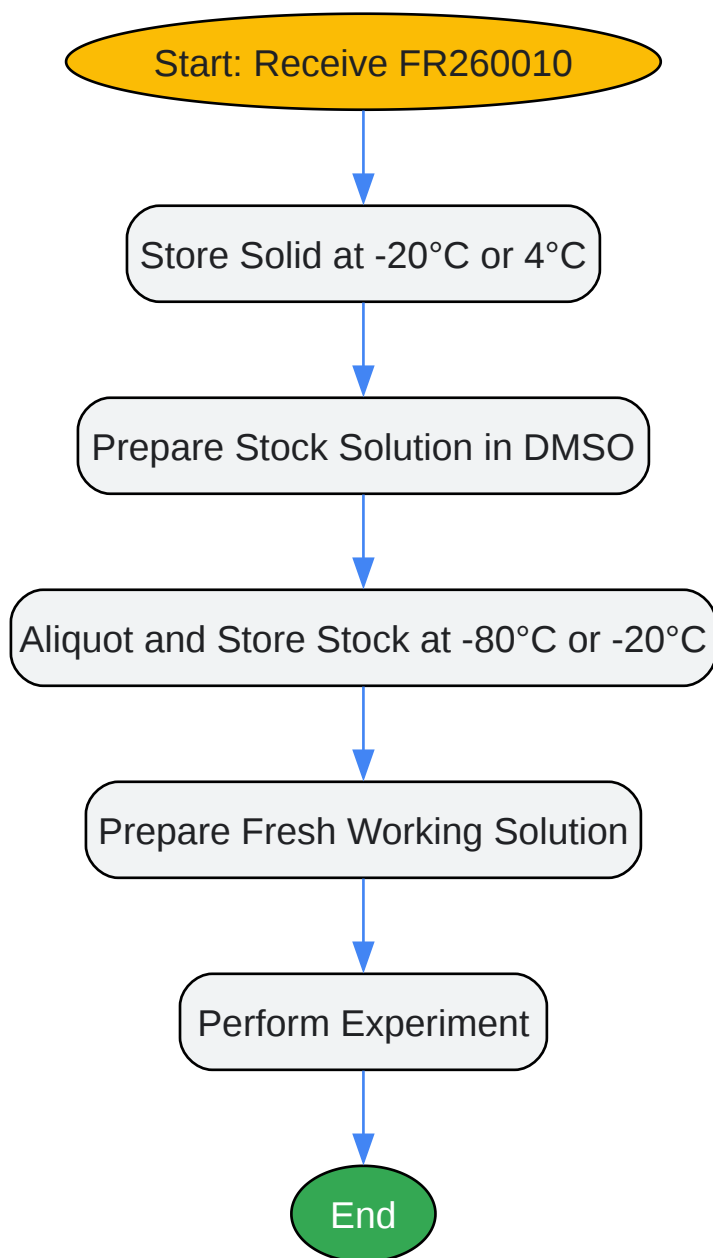 Start: Receive FR260010
Store Solid at -20°C or 4°C
Prepare Stock Solution in DMSO
Aliquot and Store Stock at -80°C or -20°C
Prepare Fresh Working Solution
Perform Experiment
End